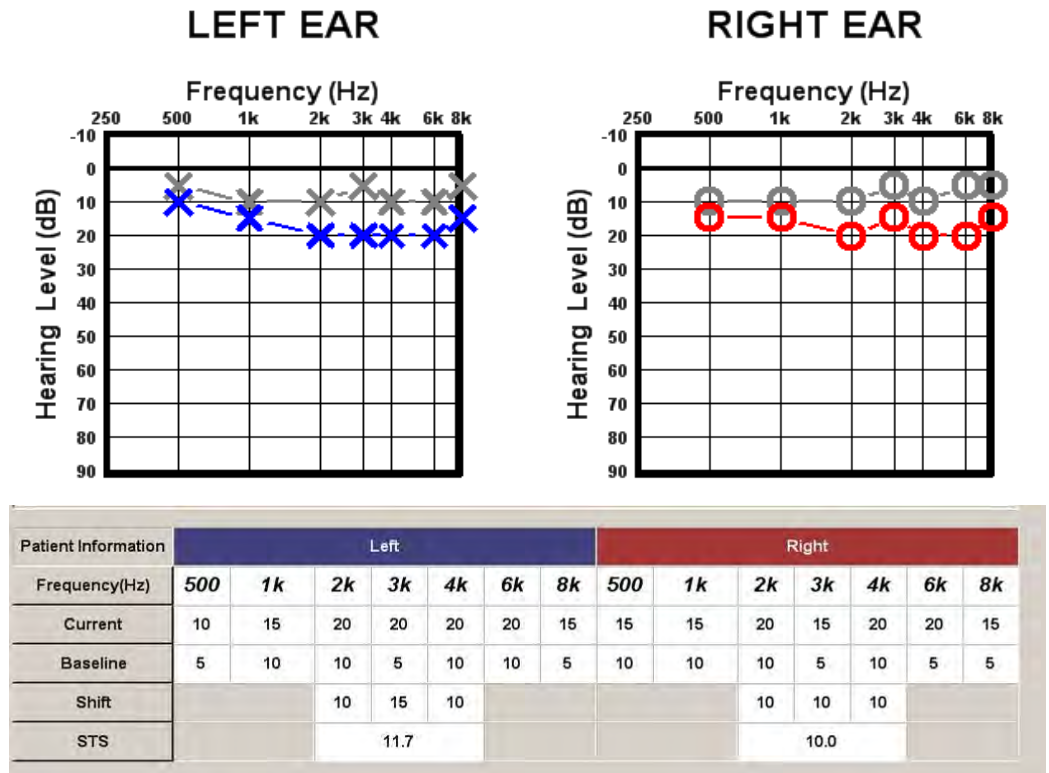 LEFT EAR
Frequency (Hz)
250 500 1k 2k 3k 4k 6k 8k
Hearing Level (dB)
-10
0
10
20
30
40
50
60
70
80
90
RIGHT EAR
Frequency (Hz)
250 500 1k 2k 3k 4k 6k 8k
Hearing Level (dB)
-10
0
10
20
30
40
50
60
70
80
90
Patient Information Left Right
Frequency(Hz) 500 1k 2k 3k 4k 6k 8k 500 1k 2k 3k 4k 6k 8k
Current 10 15 20 20 20 20 15 15 15 20 15 20 20 15
Baseline 5 10 10 5 10 10 5 10 10 10 5 10 5 5
Shift 10 15 10 10 10 10
STS 11.7 10.0